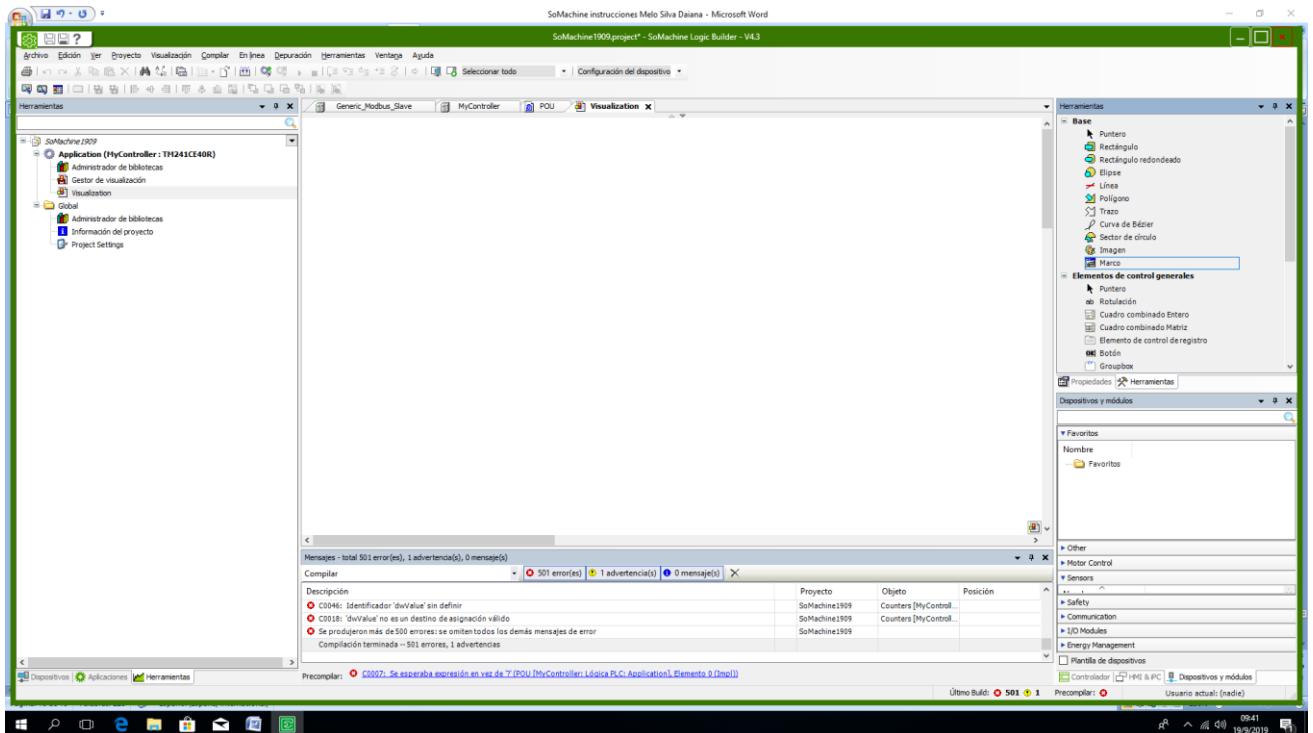 SoMachine instrucciones Melo Silva Daiana - Microsoft Word
SoMachine1909.project* - SoMachine Logic Builder - V4.3
Archivo Edición Ver Proyecto Visualización Compilar En línea Depuración Herramientas Ventana Ayuda
Seleccionar todo Configuración del dispositivo
Herramientas
Generic_Modbus_Slave MyController POU Visualization X
SoMachine1909
Application (MyController : TM241CE40R)
Administrador de bibliotecas
Gestor de visualización
Visualization
Global
Administrador de bibliotecas
Información del proyecto
Project Settings
Dispositivos Aplicaciones Herramientas
Mensajes - total 501 error(es), 1 advertencia(s), 0 mensaje(s)
Compilar 501 error(es) 1 advertencia(s) 0 mensaje(s)
Descripción Proyecto Objeto Posición
C0046: Identificador 'dwValue' sin definir SoMachine1909 Counters [MyControll...
C0018: 'dwValue' no es un destino de asignación válido SoMachine1909 Counters [MyControll...
Se produjeron más de 500 errores: se omiten todos los demás mensajes de error SoMachine1909
Compilación terminada -- 501 errores, 1 advertencias
Precompilar: C0007: Se esperaba expresión en vez de '?' (POU [MyController: Lógica PLC: Application], Elemento 0 (Impl))
Herramientas
Base
Puntero
Rectángulo
Rectángulo redondeado
Elipse
Línea
Polígono
Trazo
Curva de Bézier
Sector de círculo
Imagen
Marco
Elementos de control generales
Puntero
Rotulación
Cuadro combinado Entero
Cuadro combinado Matriz
Elemento de control de registro
Botón
Groupbox
Propiedades Herramientas
Dispositivos y módulos
Favoritos
Nombre
Favoritos
Other
Motor Control
Sensors
Safety
Communication
I/O Modules
Energy Management
Plantilla de dispositivos
Controlador HMI & iPC Dispositivos y módulos
Último Build: 501 1 Precompilar: Usuario actual: (nadie)
09:41
19/9/2019